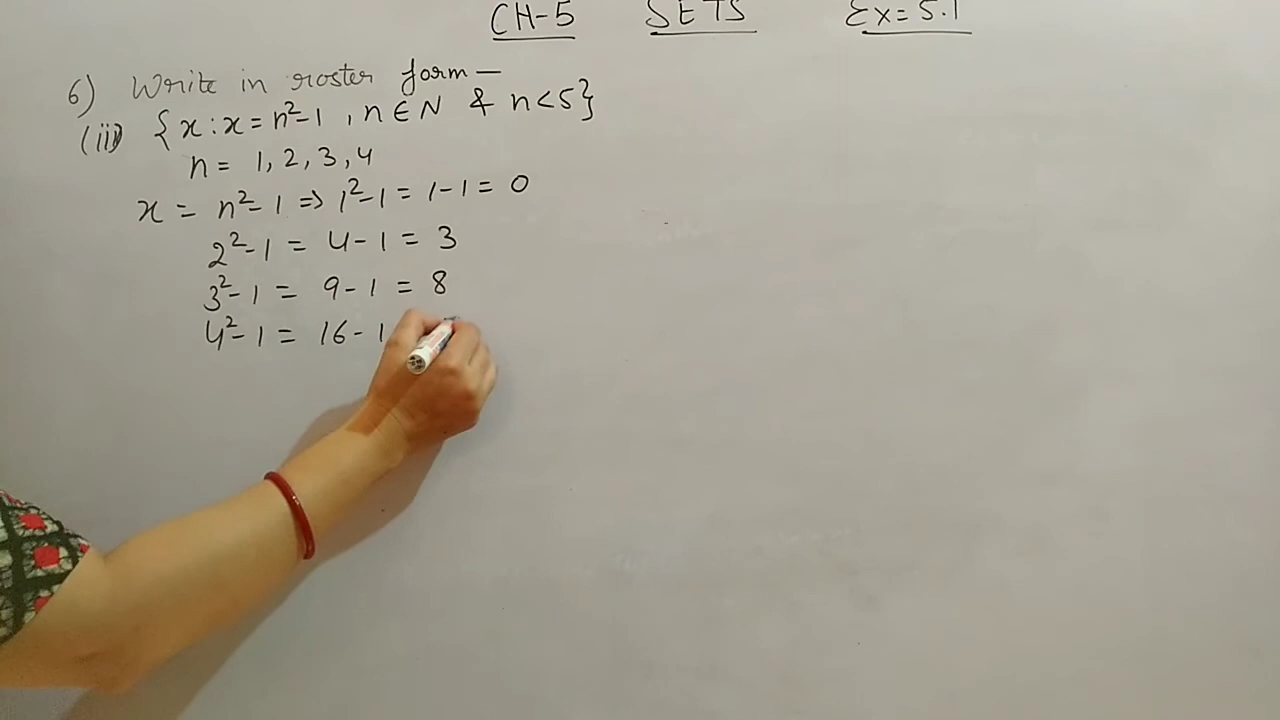 CH-5 SETS Ex=5.1
6) Write in roster form —
(iii) {x : x = n²-1 , n ∈ N & n < 5}
n = 1, 2, 3, 4
x = n²-1 => 1²-1 = 1-1 = 0
2²-1 = 4-1 = 3
3²-1 = 9-1 = 8
4²-1 = 16-1